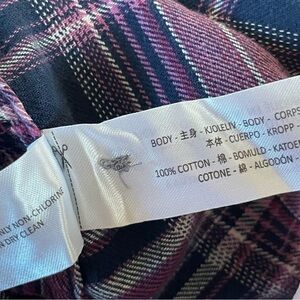 BODY - 主身 - KJOLELIV - BODY - CORPS
本体 - CUERPO - KROPP -
100% COTTON - 棉 - BOMULD - KATOEN
COTONE - 綿 - ALGODÓN -
ONLY NON-CHLORINE
DRY CLEAN